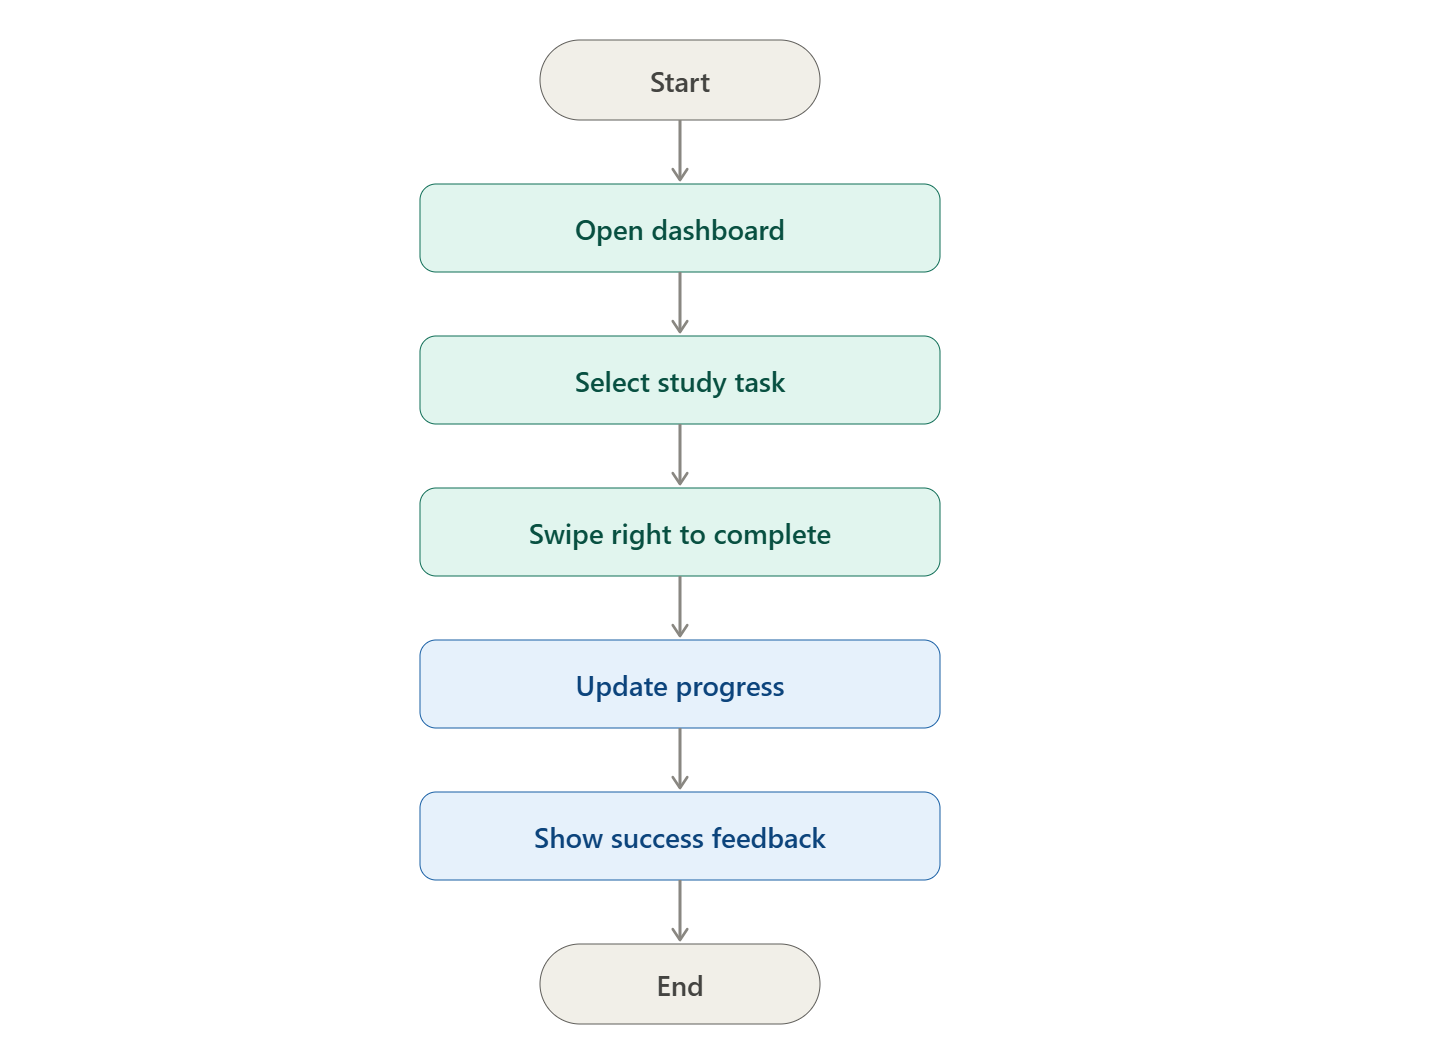 Start
Open dashboard
Select study task
Swipe right to complete
Update progress
Show success feedback
End